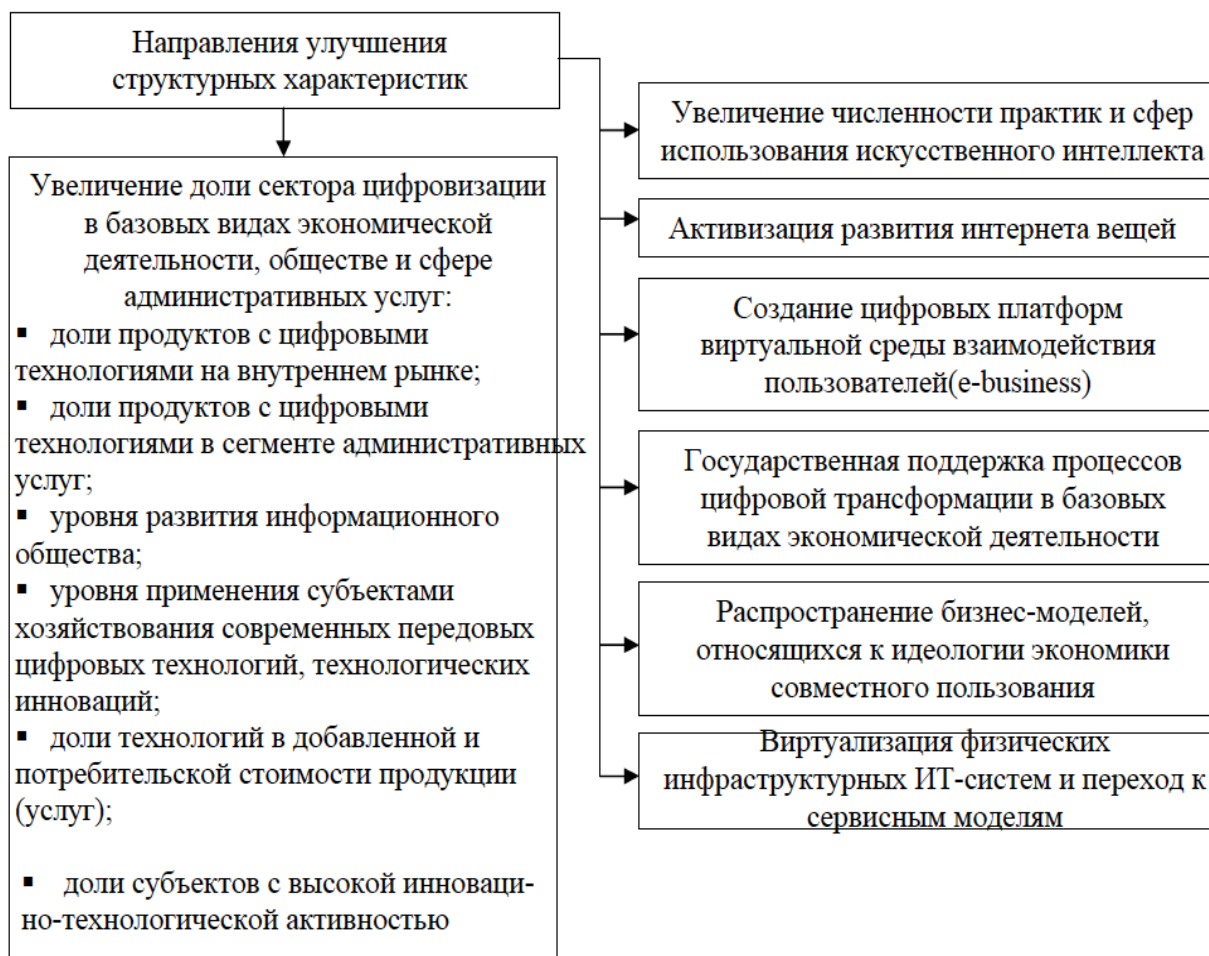 Направления улучшения
структурных характеристик
Увеличение доли сектора цифровизации
в базовых видах экономической
деятельности, обществе и сфере
административных услуг:
▪ доли продуктов с цифровыми
технологиями на внутреннем рынке;
▪ доли продуктов с цифровыми
технологиями в сегменте административных
услуг;
▪ уровня развития информационного
общества;
▪ уровня применения субъектами
хозяйствования современных передовых
цифровых технологий, технологических
инноваций;
▪ доли технологий в добавленной и
потребительской стоимости продукции
(услуг);
▪ доли субъектов с высокой инноваци-
но-технологической активностью
Увеличение численности практик и сфер
использования искусственного интеллекта
Активизация развития интернета вещей
Создание цифровых платформ
виртуальной среды взаимодействия
пользователей(e-business)
Государственная поддержка процессов
цифровой трансформации в базовых
видах экономической деятельности
Распространение бизнес-моделей,
относящихся к идеологии экономики
совместного пользования
Виртуализация физических
инфраструктурных ИТ-систем и переход к
сервисным моделям